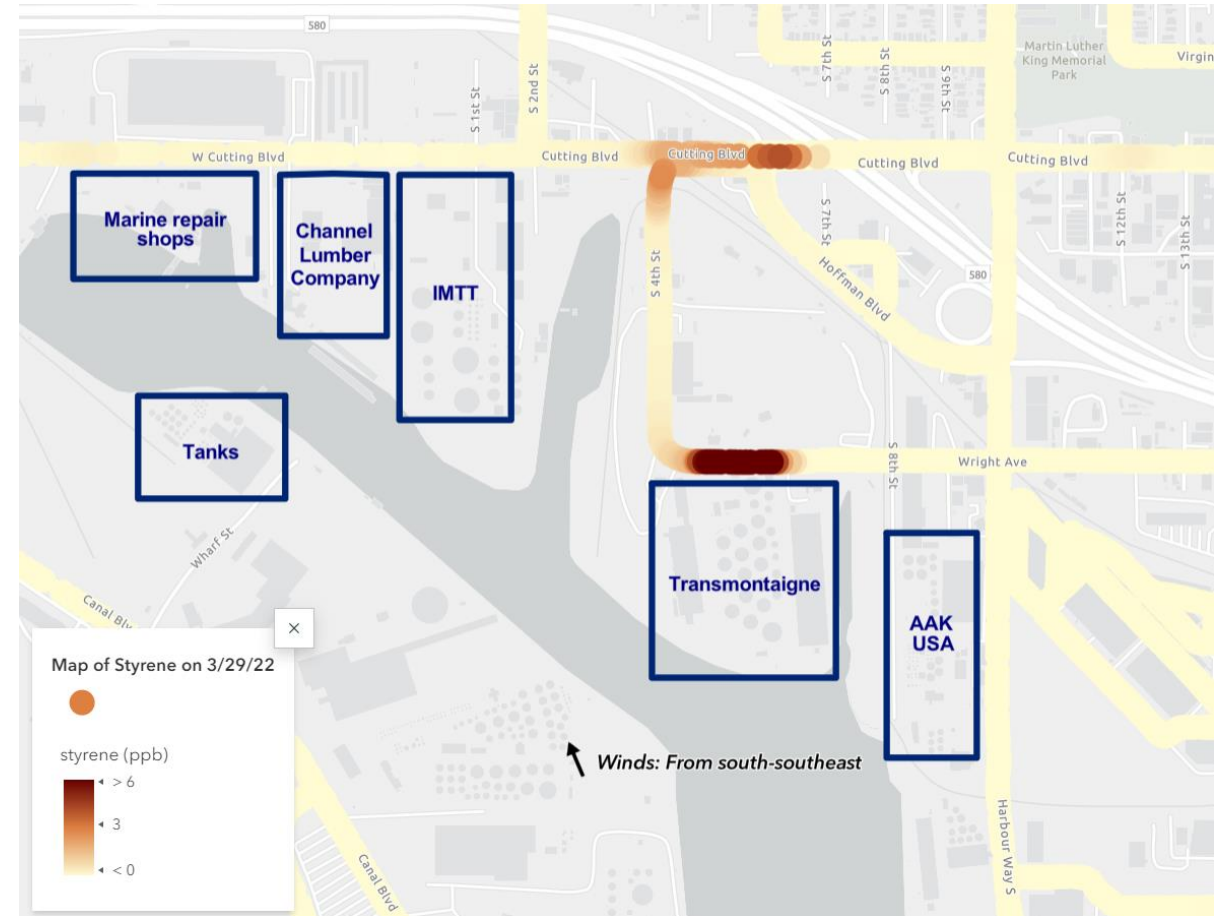 580
S 7th St
S 8th St
S 6th St
Martin Luther
King Memorial
Park
Virgin
S 1st St
S 2nd St
W Cutting Blvd
Cutting Blvd
Cutting Blvd
Cutting Blvd
Cutting Blvd
Marine repair
shops
Channel
Lumber
Company
IMTT
S 4th St
S 7th St
Hoffman Blvd
580
S 12th St
S 13th St
Tanks
S 8th St
Wright Ave
Wharf St
Transmontaigne
AAK
USA
Canal Blv
×
Map of Styrene on 3/29/22
styrene (ppb)
> 6
3
< 0
Winds: From south-southeast
Canal Blvd
Harbour Way S